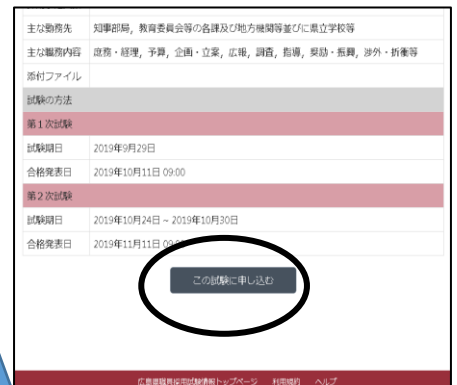 主な勤務先 知事部局，教育委員会等の各課及び地方機関等並びに県立学校等
主な職務内容 庶務・経理，予算，企画・立案，広報，調査，指導，奨励・振興，渉外・折衝等
添付ファイル
試験の方法
第１次試験
試験期日 2019年9月29日
合格発表日 2019年10月11日 09:00
第２次試験
試験期日 2019年10月24日 ~ 2019年10月30日
合格発表日 2019年11月11日 09:00
この試験に申し込む
広島県職員採用試験情報トップページ 利用規約 ヘルプ